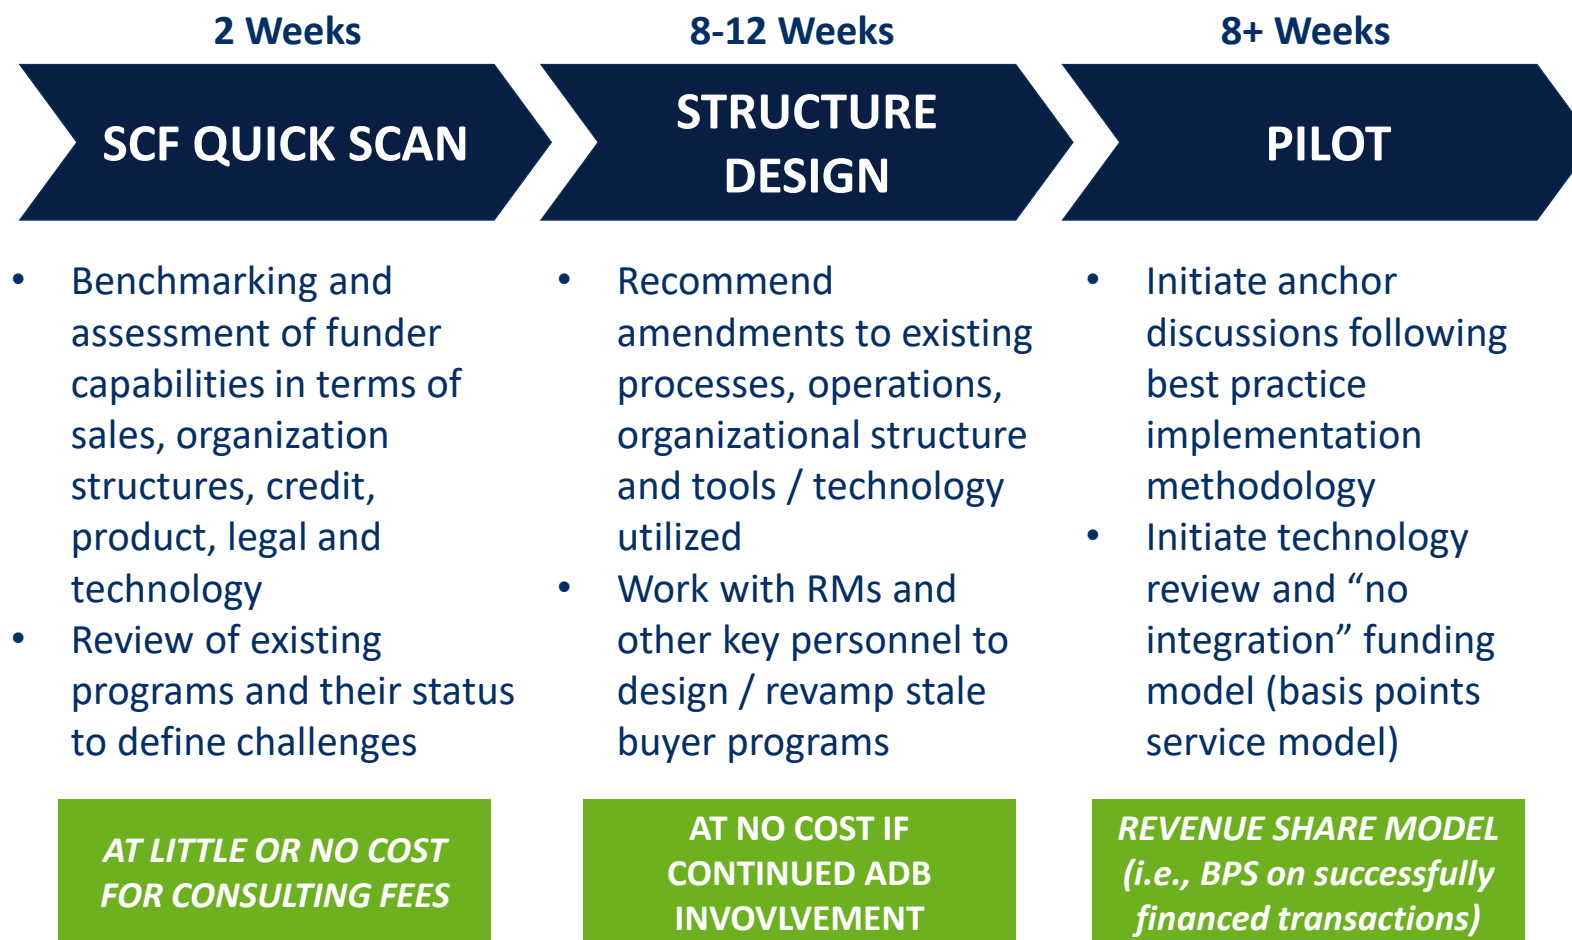 2 Weeks
SCF QUICK SCAN
• Benchmarking and
assessment of funder
capabilities in terms of
sales, organization
structures, credit,
product, legal and
technology
• Review of existing
programs and their status
to define challenges
AT LITTLE OR NO COST
FOR CONSULTING FEES
8-12 Weeks
STRUCTURE
DESIGN
• Recommend
amendments to existing
processes, operations,
organizational structure
and tools / technology
utilized
• Work with RMs and
other key personnel to
design / revamp stale
buyer programs
AT NO COST IF
CONTINUED ADB
INVOVLVEMENT
8+ Weeks
PILOT
• Initiate anchor
discussions following
best practice
implementation
methodology
• Initiate technology
review and “no
integration” funding
model (basis points
service model)
REVENUE SHARE MODEL
(i.e., BPS on successfully
financed transactions)